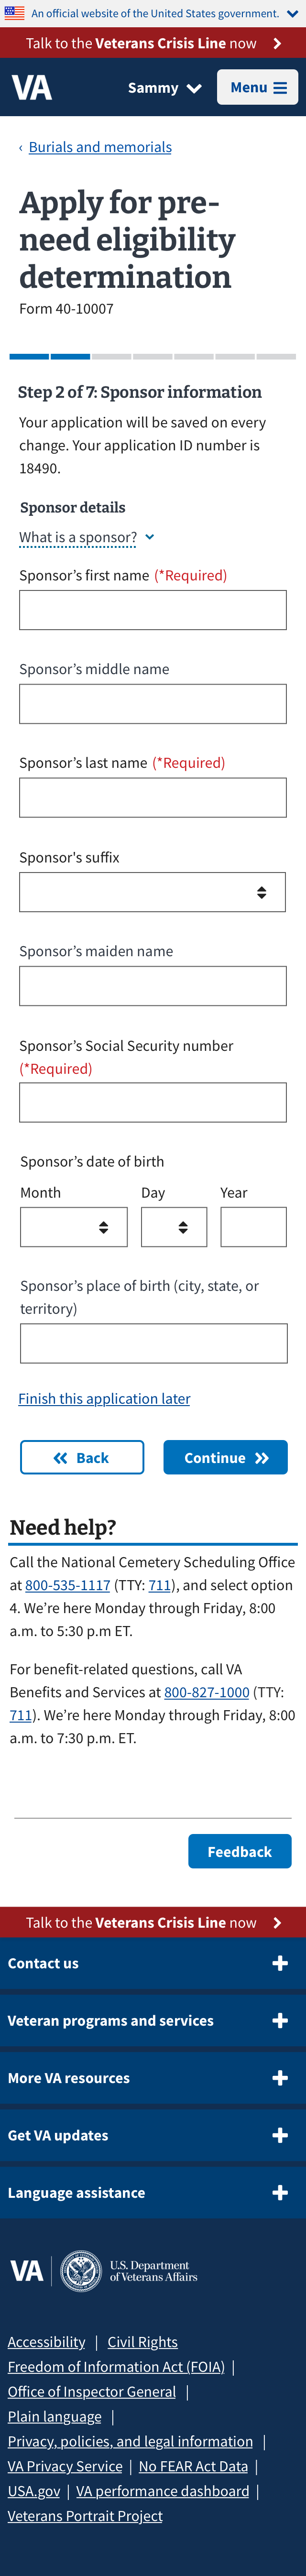 An official website of the United States government.
Talk to the Veterans Crisis Line now
VA
Sammy
Menu
‹ Burials and memorials
Apply for pre-
need eligibility
determination
Form 40-10007
Step 2 of 7: Sponsor information
Your application will be saved on every
change. Your application ID number is
18490.
Sponsor details
What is a sponsor?
Sponsor’s first name (*Required)
Sponsor’s middle name
Sponsor’s last name (*Required)
Sponsor's suffix
Sponsor’s maiden name
Sponsor’s Social Security number
(*Required)
Sponsor’s date of birth
Month Day Year
Sponsor’s place of birth (city, state, or
territory)
Finish this application later
Back
Continue
Need help?
Call the National Cemetery Scheduling Office
at 800-535-1117 (TTY: 711), and select option
4. We’re here Monday through Friday, 8:00
a.m. to 5:30 p.m ET.
For benefit-related questions, call VA
Benefits and Services at 800-827-1000 (TTY:
711). We’re here Monday through Friday, 8:00
a.m. to 7:30 p.m. ET.
Feedback
Talk to the Veterans Crisis Line now
Contact us
Veteran programs and services
More VA resources
Get VA updates
Language assistance
VA
U.S. Department
of Veterans Affairs
Accessibility | Civil Rights
Freedom of Information Act (FOIA) |
Office of Inspector General |
Plain language |
Privacy, policies, and legal information |
VA Privacy Service | No FEAR Act Data |
USA.gov | VA performance dashboard |
Veterans Portrait Project